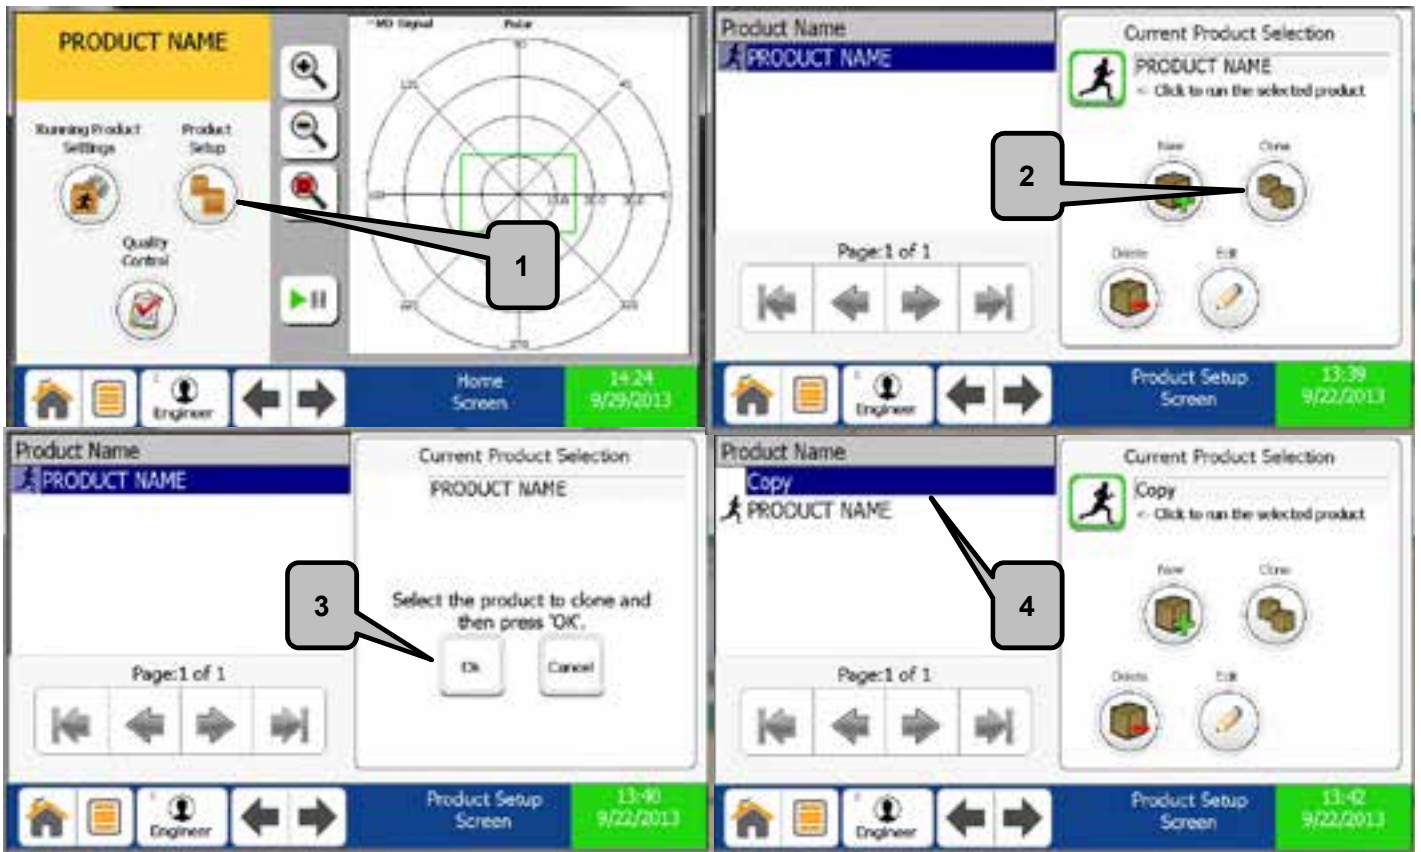 PRODUCT NAME
Running Product
Settings
Product
Setup
Quality
Control
Polar
90
1
Home
Screen
14:24
9/29/2013
Engineer
Product Name
PRODUCT NAME
Current Product Selection
PRODUCT NAME
<- Click to run the selected product
New
Clone
2
Page:1 of 1
Delete
Edit
Engineer
Product Setup
Screen
13:39
9/22/2013
Product Name
PRODUCT NAME
Current Product Selection
PRODUCT NAME
3
Select the product to clone and
then press 'OK'.
Ok
Cancel
Page:1 of 1
Engineer
Product Setup
Screen
13:40
9/22/2013
Product Name
Copy
PRODUCT NAME
Current Product Selection
Copy
<- Click to run the selected product
New
Clone
4
Page:1 of 1
Delete
Edit
Engineer
Product Setup
Screen
13:42
9/22/2013